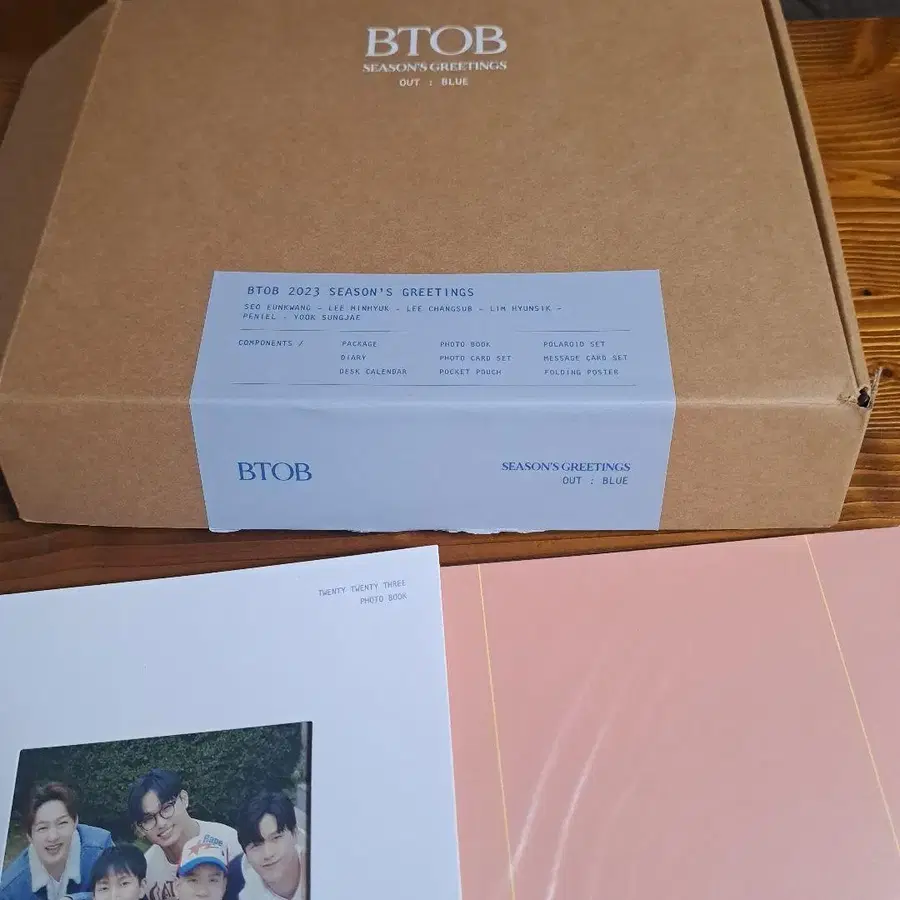 BTOB
SEASON'S GREETINGS
OUT : BLUE
BTOB 2023 SEASON'S GREETINGS
SEO EUNKWANG - LEE MINHYUK - LEE CHANGSUB - LIM HYUNSIK -
PENIEL - YOOK SUNGJAE
COMPONENTS / PACKAGE PHOTO BOOK POLAROID SET
DIARY PHOTO CARD SET MESSAGE CARD SET
DESK CALENDAR POCKET POUCH FOLDING POSTER
BTOB
SEASON'S GREETINGS
OUT : BLUE
TWENTY TWENTY THREE
PHOTO BOOK